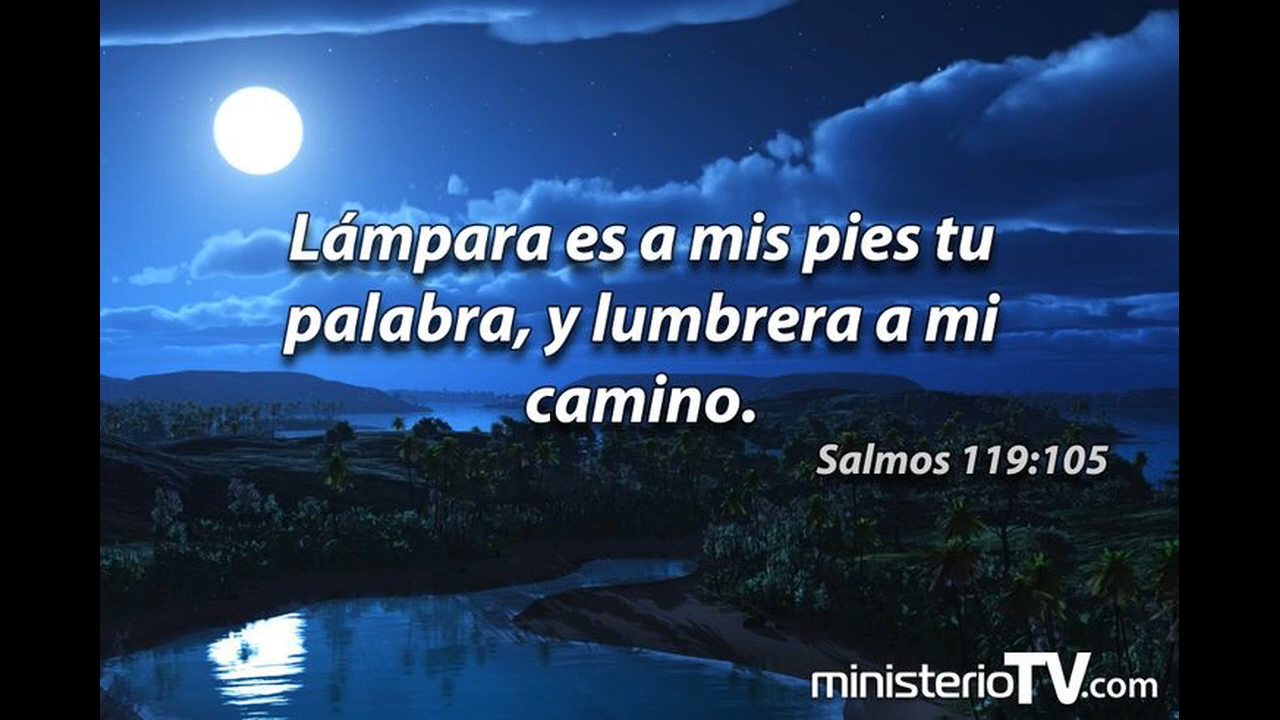 Lámpara es a mis pies tu
palabra, y lumbrera a mi
camino.
Salmos 119:105
ministerioTV.com